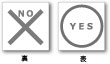 NO YES
裏 表